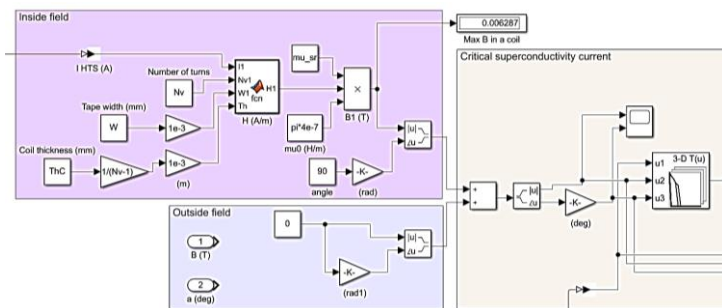 Inside field
0.006287
Max B in a coil
I HTS (A)
Number of turns
Nv
I1
Nv1
W1
Th
fcn
H1
H (A/m)
mu_sr
×
B1 (T)
pi*4e-7
mu0 (H/m)
Tape width (mm)
W
1e-3
Coil thickness (mm)
ThC
1/(Nv-1)
1e-3
(m)
90
angle
-K-
(rad)
|u|
∠u
Outside field
1
B (T)
2
a (deg)
0
-K-
(rad1)
|u|
∠u
+
+
Critical superconductivity current
|u|
∠u
-K-
(deg)
3-D T(u)
u1
u2
u3